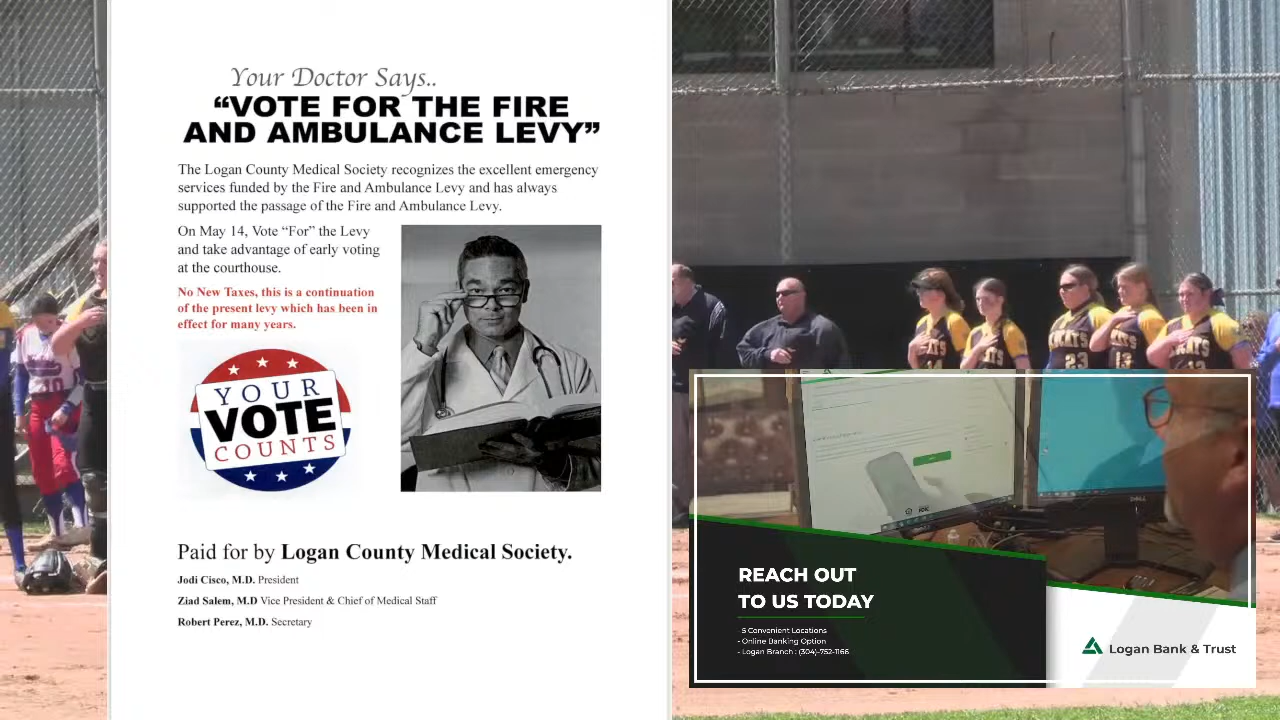 Your Doctor Says..
“VOTE FOR THE FIRE
AND AMBULANCE LEVY”
The Logan County Medical Society recognizes the excellent emergency
services funded by the Fire and Ambulance Levy and has always
supported the passage of the Fire and Ambulance Levy.
On May 14, Vote “For” the Levy
and take advantage of early voting
at the courthouse.
No New Taxes, this is a continuation
of the present levy which has been in
effect for many years.
YOUR
VOTE
COUNTS
Paid for by Logan County Medical Society.
Jodi Cisco, M.D. President
Ziad Salem, M.D Vice President & Chief of Medical Staff
Robert Perez, M.D. Secretary
23
13
DELL
REACH OUT
TO US TODAY
- 5 Convenient Locations
- Online Banking Option
- Logan Branch : (304)-752-1166
Logan Bank & Trust